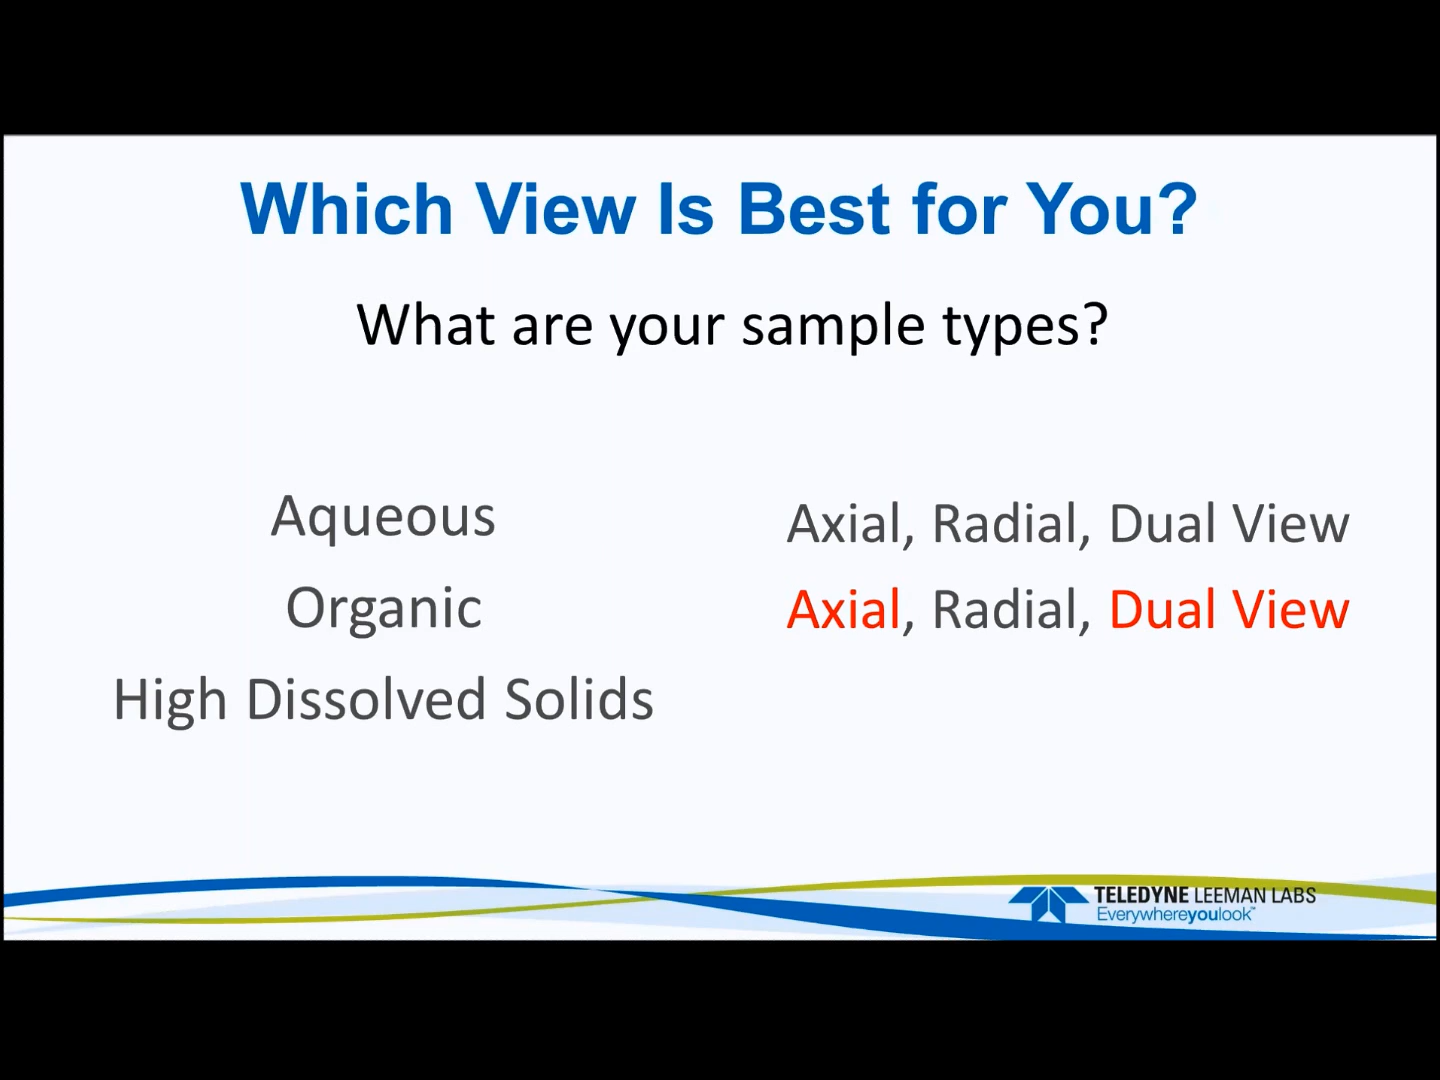 Which View Is Best for You?
What are your sample types?
Aqueous
Axial, Radial, Dual View
Organic
Axial, Radial, Dual View
High Dissolved Solids
TELEDYNE LEEMAN LABS
Everywhereyoulook™